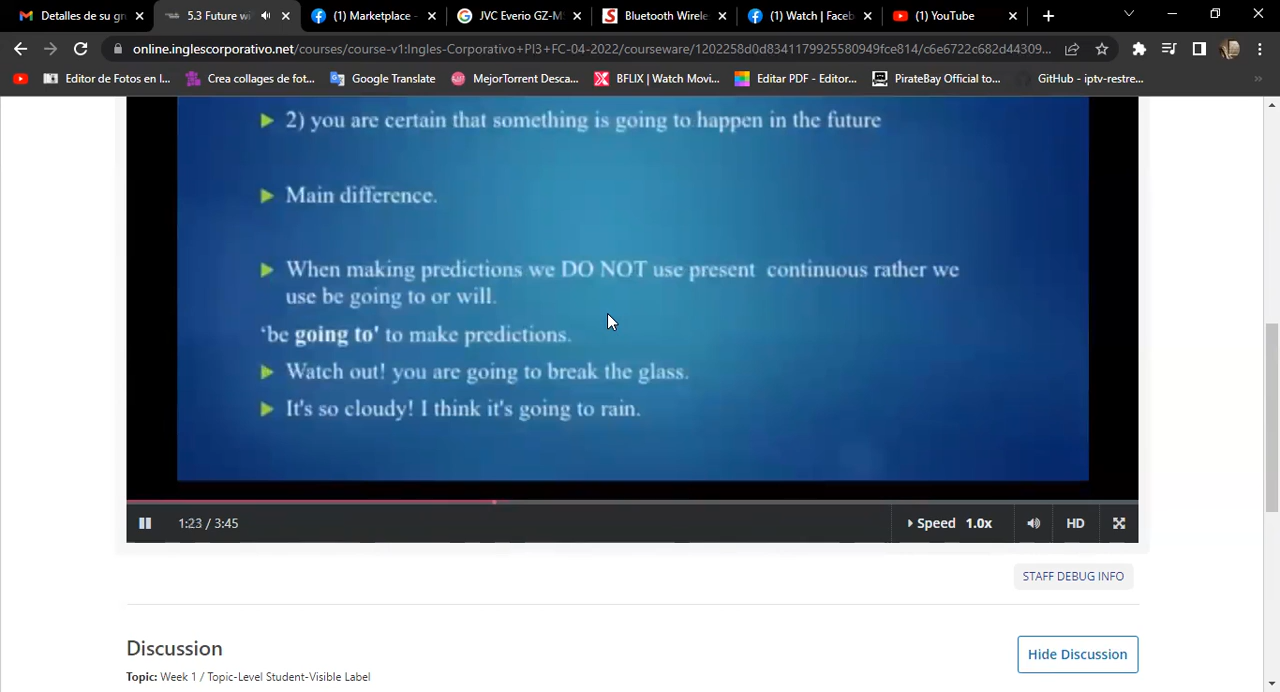 Detalles de su gr
5.3 Future wi
(1) Marketplace -
JVC Everio GZ-M
Bluetooth Wirele
(1) Watch | Faceb
(1) YouTube
online.inglescorporativo.net/courses/course-v1:Ingles-Corporativo+PI3+FC-04-2022/courseware/1202258d0d8341179925580949fce814/c6e6722c682d44309...
Editor de Fotos en l...
Crea collages de fot...
Google Translate
MejorTorrent Desca...
BFLIX | Watch Movi...
Editar PDF - Editor...
PirateBay Official to...
GitHub - iptv-restre...
2) you are certain that something is going to happen in the future
Main difference.
When making predictions we DO NOT use present continuous rather we
use be going to or will.
‘be going to' to make predictions.
Watch out! you are going to break the glass.
It's so cloudy! I think it's going to rain.
1:23 / 3:45
Speed 1.0x
HD
STAFF DEBUG INFO
Discussion
Hide Discussion
Topic: Week 1 / Topic-Level Student-Visible Label